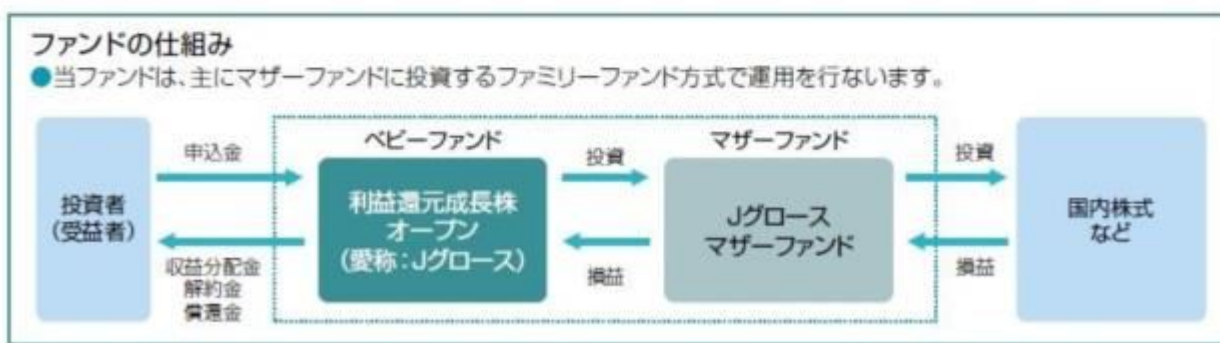 ファンドの仕組み
●当ファンドは、主にマザーファンドに投資するファミリーファンド方式で運用を行ないます。
投資者
（受益者）
申込金
収益分配金
解約金
償還金
ベビーファンド
利益還元成長株
オープン
（愛称：Jグロース）
投資
損益
マザーファンド
Jグロース
マザーファンド
投資
損益
国内株式
など